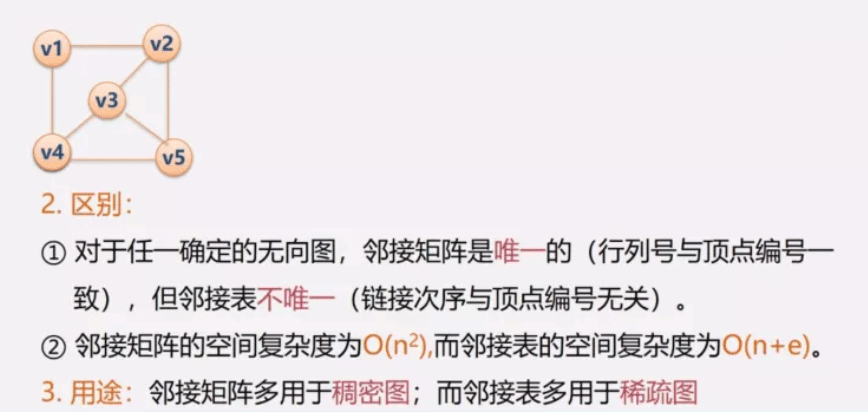 v1
v2
v3
v4
v5
2. 区别：
① 对于任一确定的无向图，邻接矩阵是唯一的（行列号与顶点编号一
致），但邻接表不唯一（链接次序与顶点编号无关）。
② 邻接矩阵的空间复杂度为O(n²),而邻接表的空间复杂度为O(n+e)。
3. 用途：邻接矩阵多用于稠密图；而邻接表多用于稀疏图